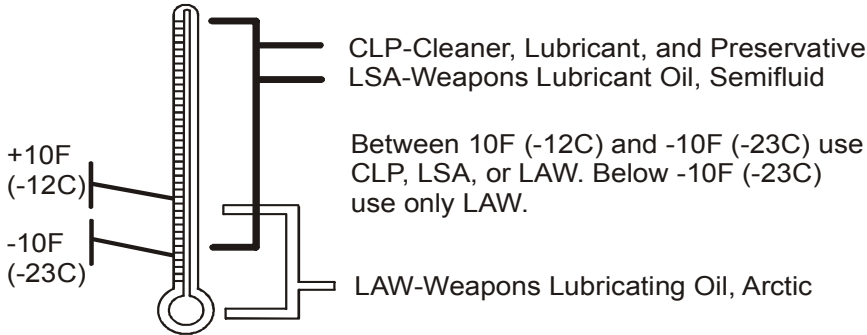 CLP-Cleaner, Lubricant, and Preservative
LSA-Weapons Lubricant Oil, Semifluid
+10F
(-12C)
Between 10F (-12C) and -10F (-23C) use
CLP, LSA, or LAW. Below -10F (-23C)
use only LAW.
-10F
(-23C)
LAW-Weapons Lubricating Oil, Arctic